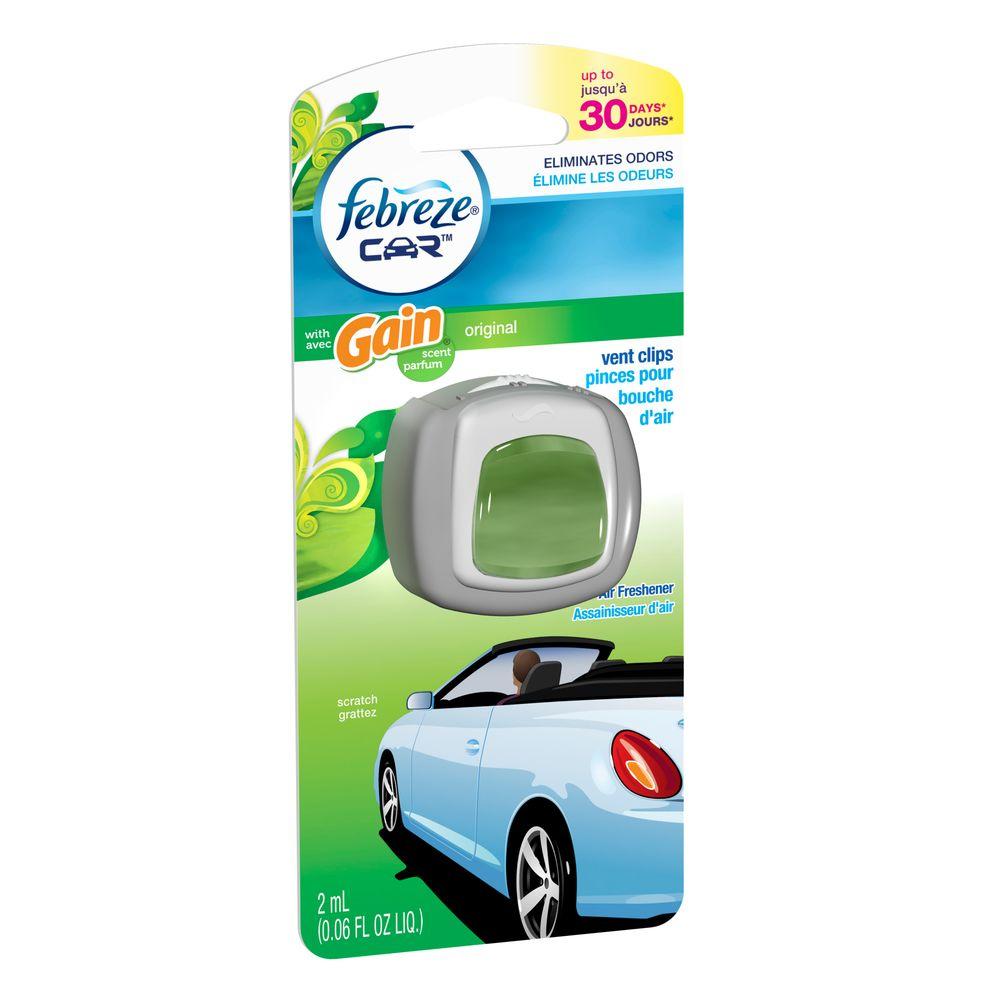 up to
jusqu'à
30 DAYS*
JOURS*
ELIMINATES ODORS
ÉLIMINE LES ODEURS
febreze®
CAR™
with
avec
Gain®
scent
parfum
original
vent clips
pinces pour
bouche
d'air
Air Freshener
Assainisseur d'air
scratch
grattez
2 mL
(0.06 FL OZ LIQ.)